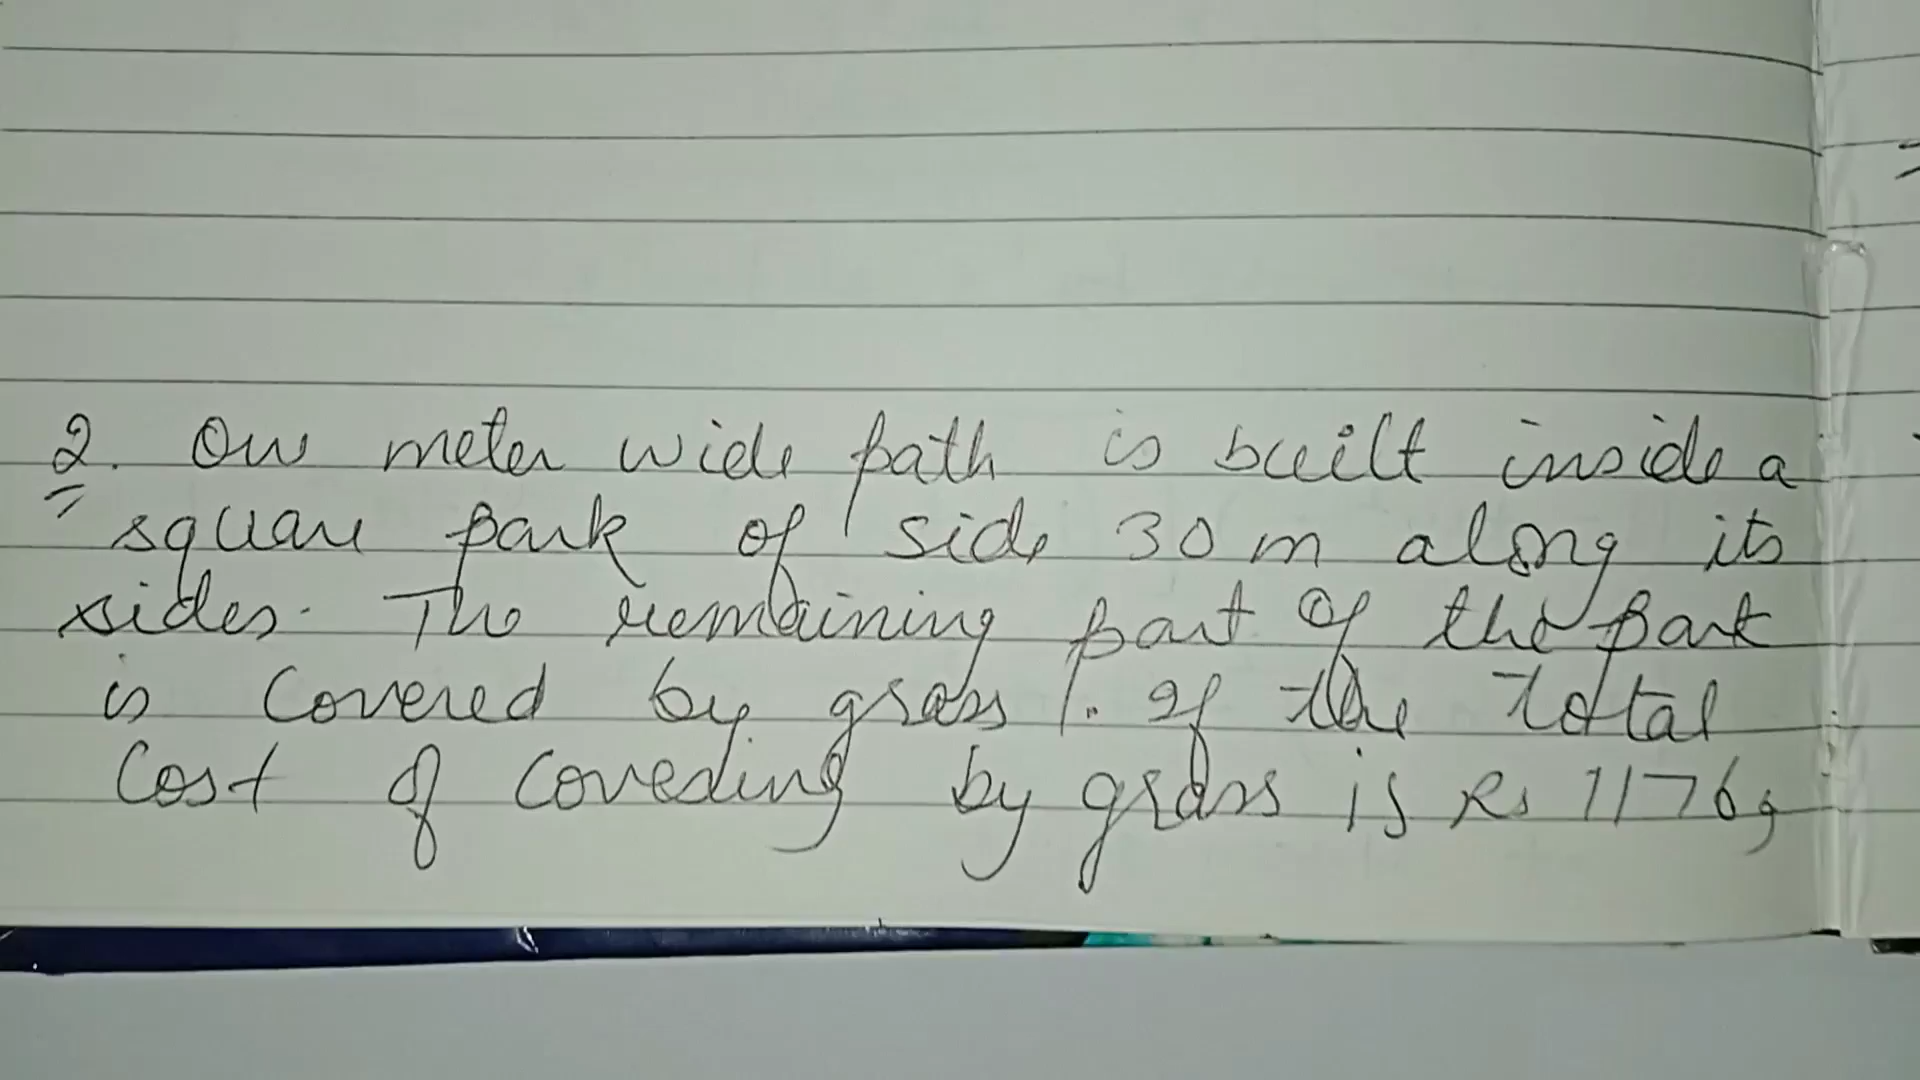 2. One meter wide path is built inside a
square park of side 30 m along its
sides. The remaining part of the park
is covered by grass. If the total
cost of covering by grass is Rs 1176,